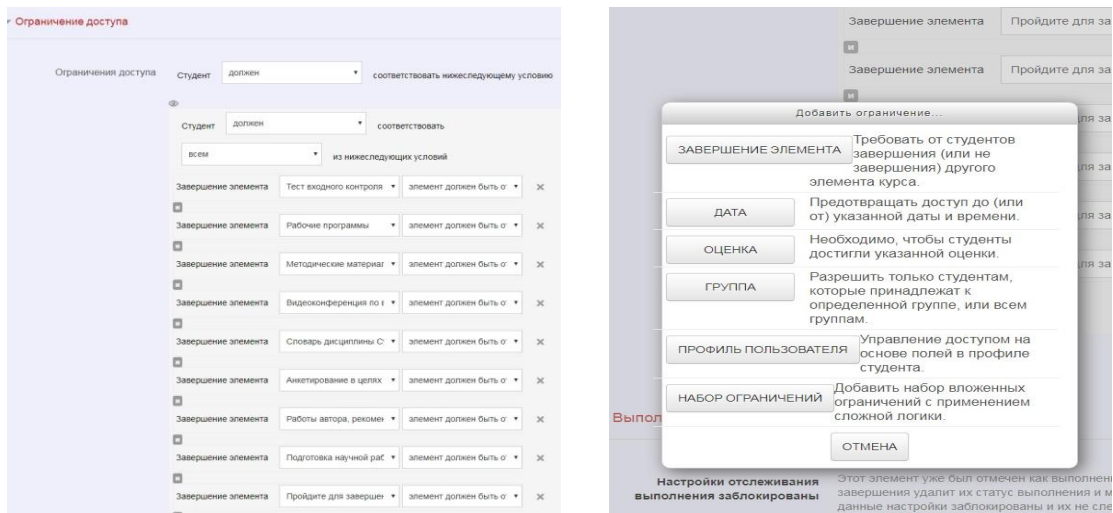 Ограничение доступа
Ограничения доступа Студент должен соответствовать нижеследующему условию
Студент должен соответствовать
всем из нижеследующих условий
Завершение элемента Тест входного контроля элемент должен быть о
и
Завершение элемента Рабочие программы элемент должен быть о
и
Завершение элемента Методические материал элемент должен быть о
и
Завершение элемента Видеоконференция по элемент должен быть о
и
Завершение элемента Словарь дисциплины элемент должен быть о
и
Завершение элемента Анкетирование в целях элемент должен быть о
и
Завершение элемента Работы автора, рекомен элемент должен быть о
и
Завершение элемента Подготовка научной раб элемент должен быть о
и
Завершение элемента Пройдите для завершен элемент должен быть о
Завершение элемента Пройдите для за
и
Завершение элемента Пройдите для за
и
ля за
ля за
ля за
ля за
Добавить ограничение...
ЗАВЕРШЕНИЕ ЭЛЕМЕНТА Требовать от студентов
завершения (или не
завершения) другого
элемента курса.
ДАТА Предотвращать доступ до (или
от) указанной даты и времени.
ОЦЕНКА Необходимо, чтобы студенты
достигли указанной оценки.
ГРУППА Разрешить только студентам,
которые принадлежат к
определенной группе, или всем
группам.
ПРОФИЛЬ ПОЛЬЗОВАТЕЛЯ Управление доступом на
основе полей в профиле
студента.
НАБОР ОГРАНИЧЕНИЙ Добавить набор вложенных
ограничений с применением
сложной логики.
ОТМЕНА
Выпол
Настройки отслеживания
выполнения заблокированы
Этот элемент уже был отмечен как выполнен
завершения удалит их статус выполнения и м
данные настройки заблокированы и их не сле